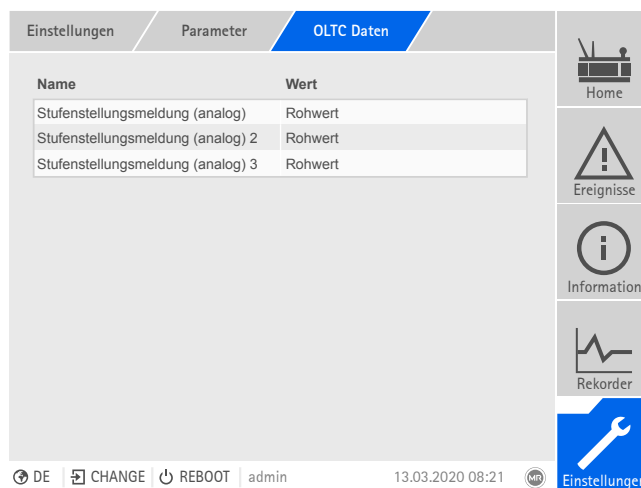 Einstellungen Parameter OLTC Daten
Name Wert
Stufenstellungsmeldung (analog) Rohwert
Stufenstellungsmeldung (analog) 2 Rohwert
Stufenstellungsmeldung (analog) 3 Rohwert
Home
Ereignisse
Information
Rekorder
Einstellungen
DE CHANGE REBOOT admin 13.03.2020 08:21 MR